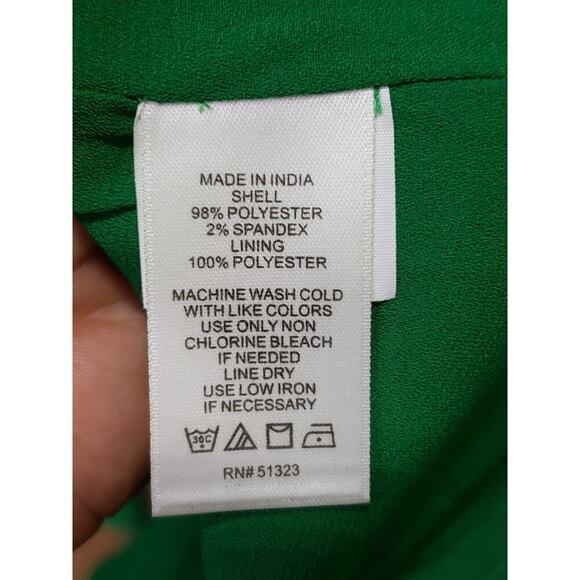 MADE IN INDIA
SHELL
98% POLYESTER
2% SPANDEX
LINING
100% POLYESTER
MACHINE WASH COLD
WITH LIKE COLORS
USE ONLY NON
CHLORINE BLEACH
IF NEEDED
LINE DRY
USE LOW IRON
IF NECESSARY
30C
RN# 51323